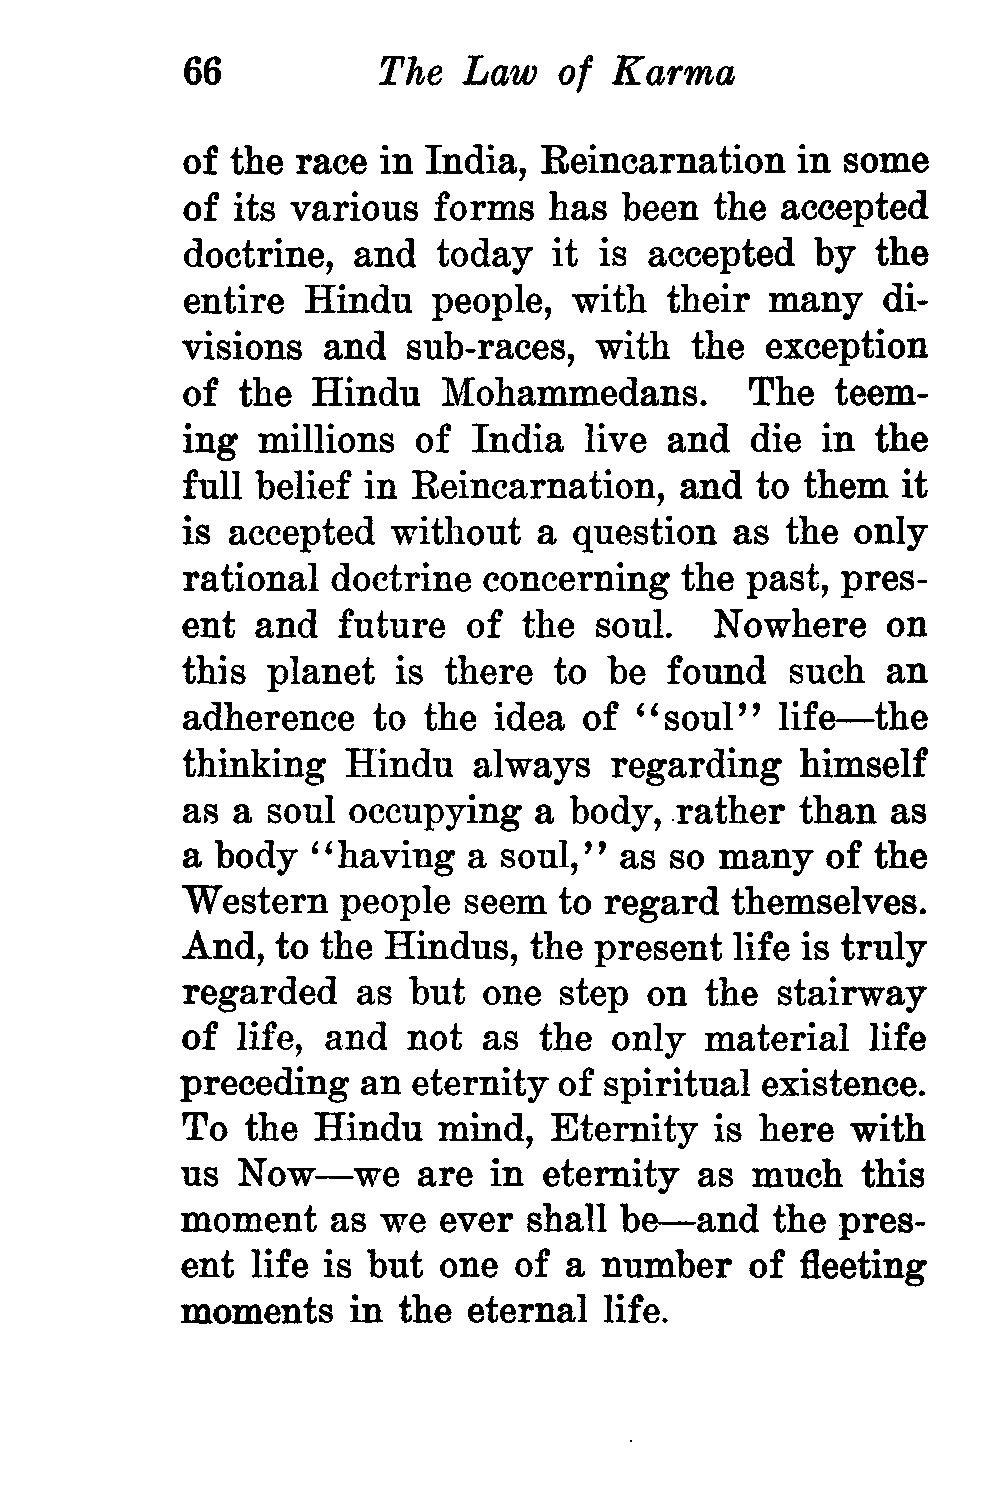 66 The Law of Karma
of the race in India, Reincarnation in some
of its various forms has been the accepted
doctrine, and today it is accepted by the
entire Hindu people, with their many di-
visions and sub-races, with the exception
of the Hindu Mohammedans. The teem-
ing millions of India live and die in the
full belief in Reincarnation, and to them it
is accepted without a question as the only
rational doctrine concerning the past, pres-
ent and future of the soul. Nowhere on
this planet is there to be found such an
adherence to the idea of “soul” life—the
thinking Hindu always regarding himself
as a soul occupying a body, rather than as
a body “having a soul,” as so many of the
Western people seem to regard themselves.
And, to the Hindus, the present life is truly
regarded as but one step on the stairway
of life, and not as the only material life
preceding an eternity of spiritual existence.
To the Hindu mind, Eternity is here with
us Now—we are in eternity as much this
moment as we ever shall be—and the pres-
ent life is but one of a number of fleeting
moments in the eternal life.